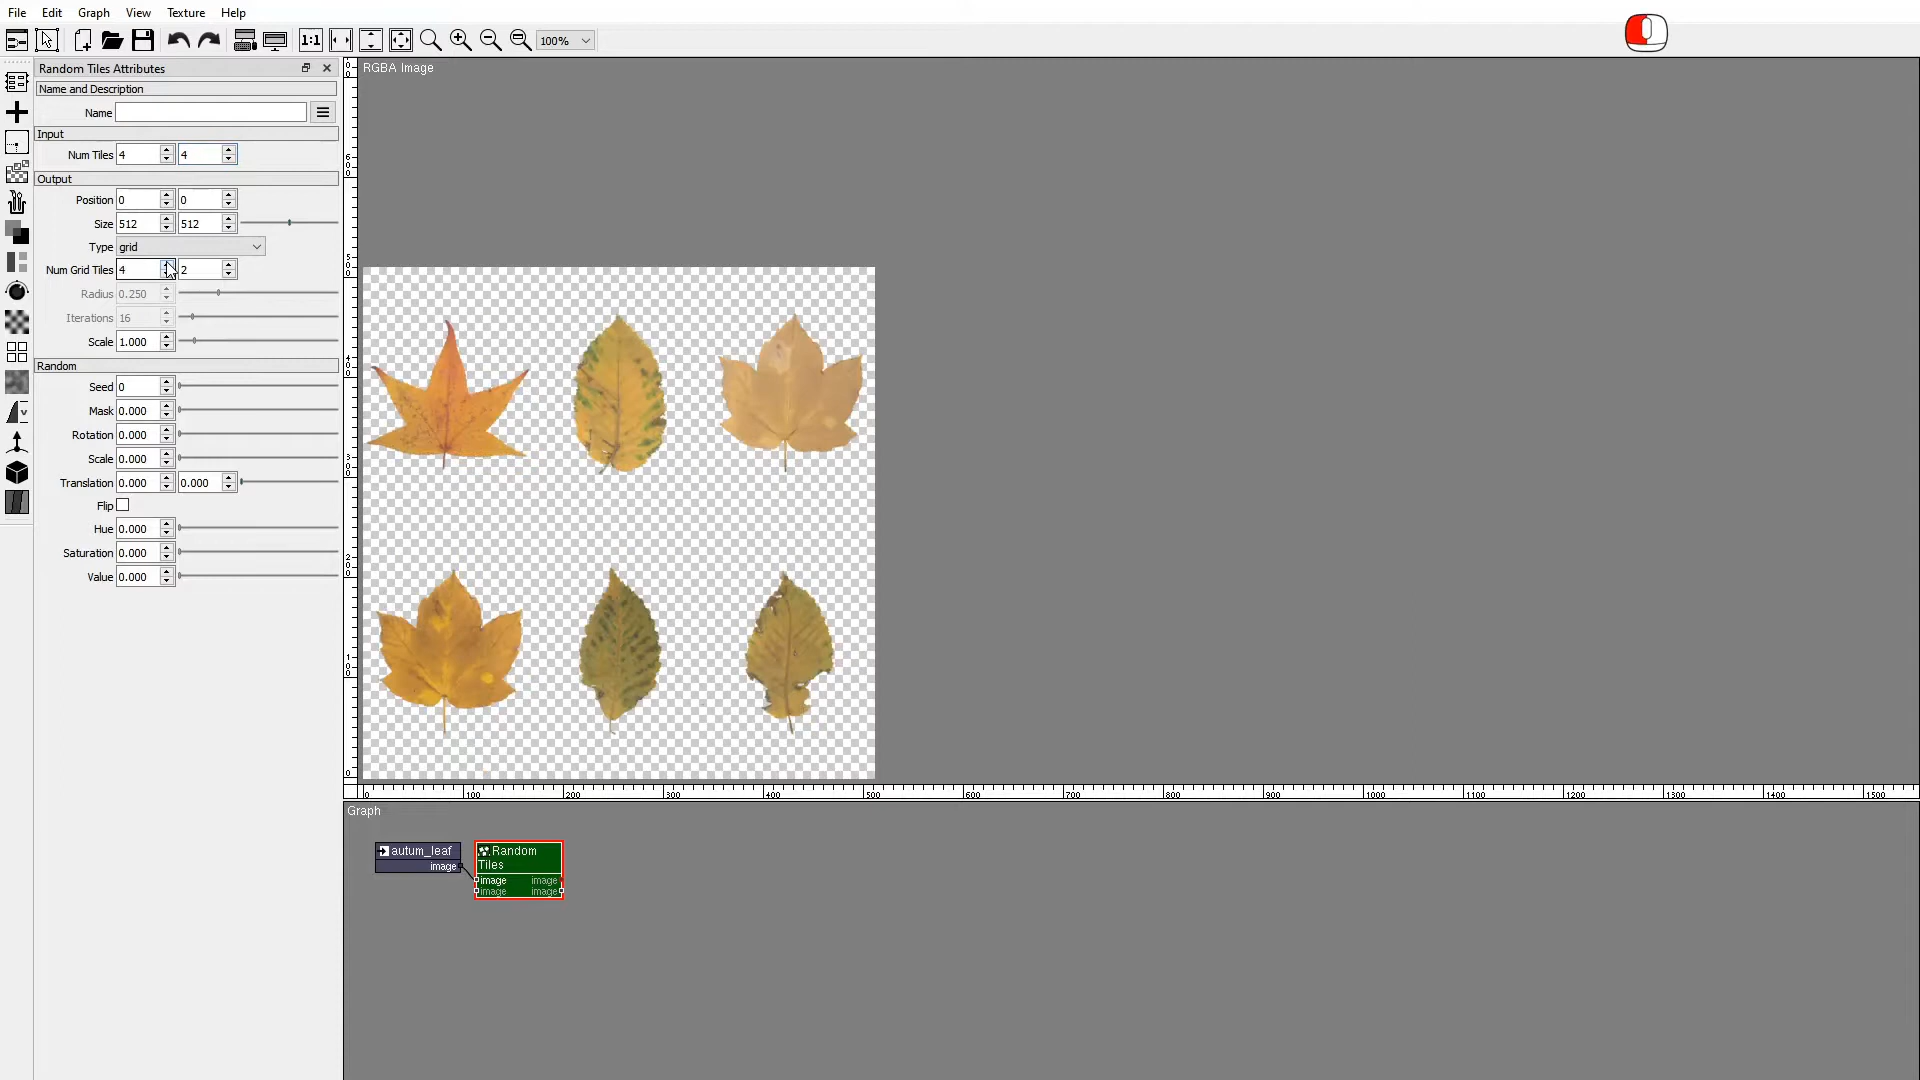 File Edit Graph View Texture Help
1:1 100%
Random Tiles Attributes
Name and Description
Name
Input
Num Tiles 4 4
Output
Position 0 0
Size 512 512
Type grid
Num Grid Tiles 4 2
Radius 0.250
Iterations 16
Scale 1.000
Random
Seed 0
Mask 0.000
Rotation 0.000
Scale 0.000
Translation 0.000 0.000
Flip
Hue 0.000
Saturation 0.000
Value 0.000
RGBA Image
0 100 200 300 400 500 600 700 800 900 1000 1100 1200 1300 1400 1500
Graph
autum_leaf
image
Random
Tiles
image image
image image